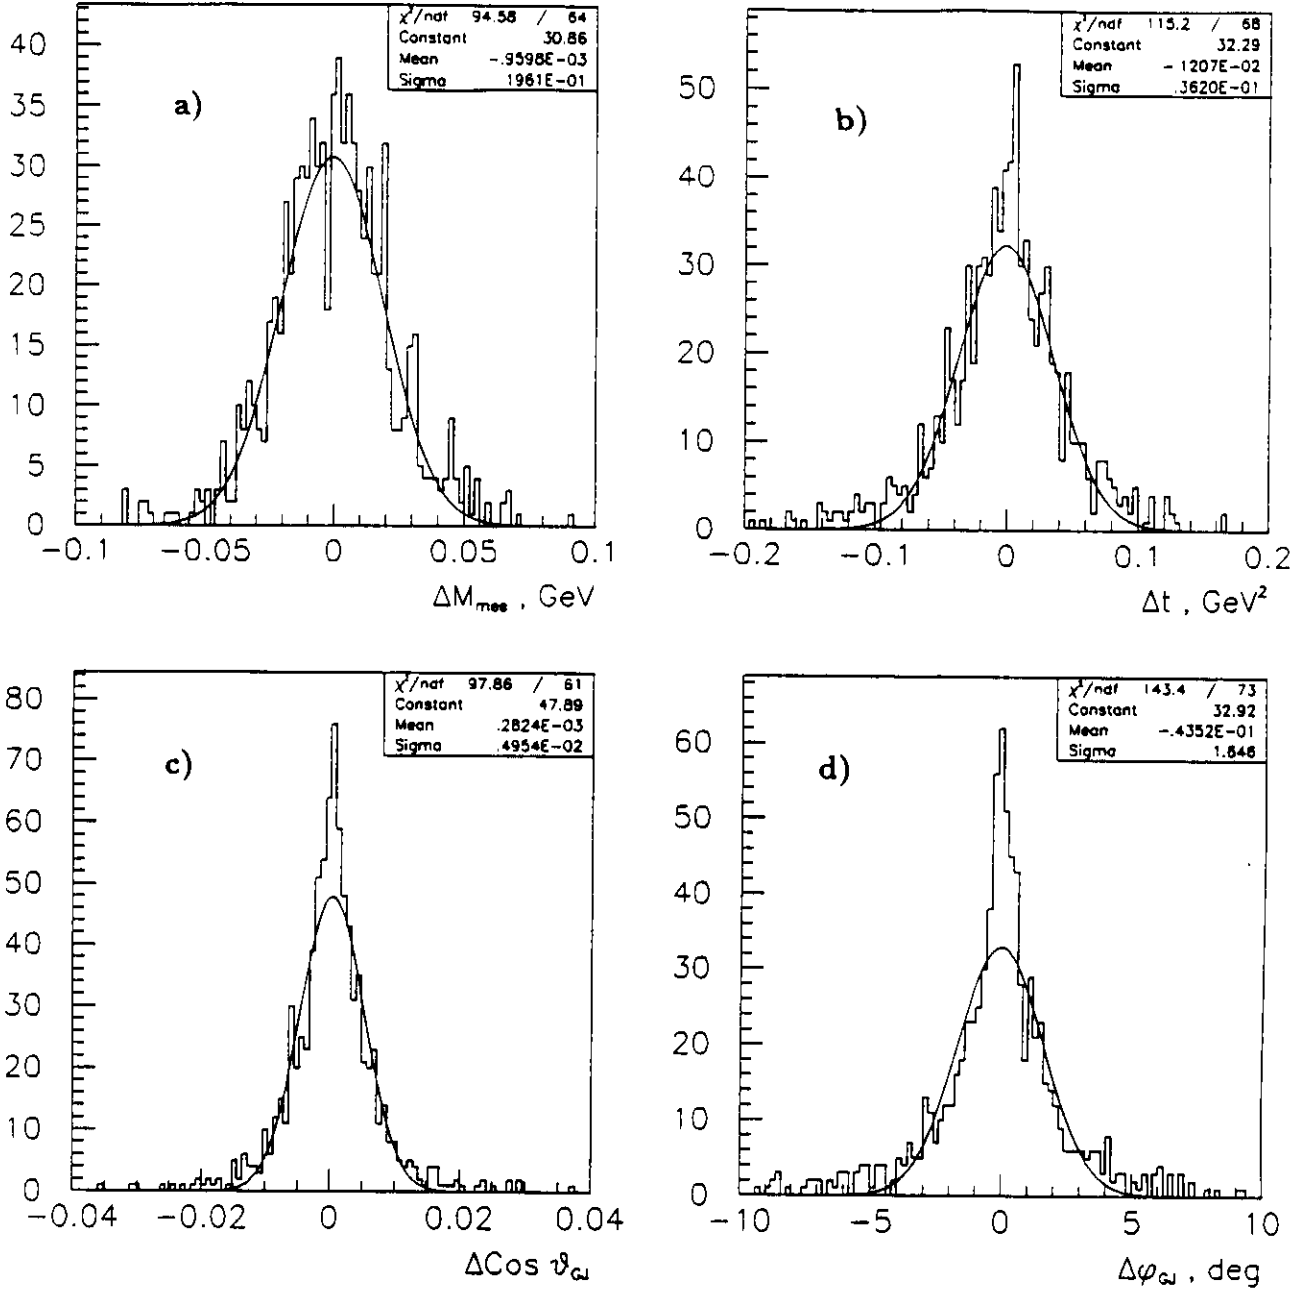 χ²/ndf 94.58 / 64
Constant 30.86
Mean -.9598E-03
Sigma .1961E-01
a)
40
35
30
25
20
15
10
5
0
-0.1 -0.05 0 0.05 0.1
ΔM_mes , GeV
χ²/ndf 115.2 / 68
Constant 32.29
Mean -.1207E-02
Sigma .3620E-01
b)
50
40
30
20
10
0
-0.2 -0.1 0 0.1 0.2
Δt , GeV²
χ²/ndf 97.86 / 61
Constant 47.89
Mean .2824E-03
Sigma .4954E-02
c)
80
70
60
50
40
30
20
10
0
-0.04 -0.02 0 0.02 0.04
ΔCos ϑ_GJ
χ²/ndf 143.4 / 73
Constant 32.92
Mean -.4352E-01
Sigma 1.646
d)
60
50
40
30
20
10
0
-10 -5 0 5 10
Δφ_GJ , deg